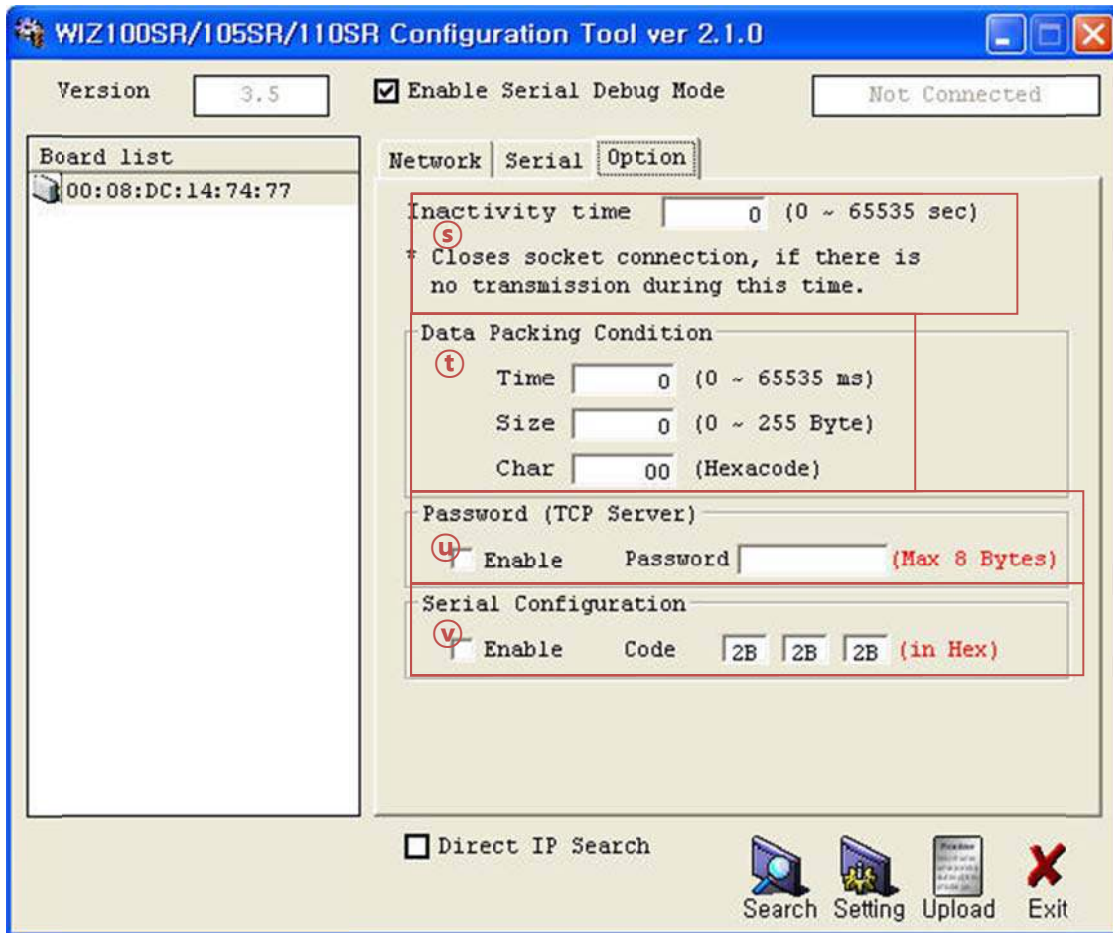 WIZ100SR/105SR/110SR Configuration Tool ver 2.1.0
Version 3.5 Enable Serial Debug Mode Not Connected
Board list
00:08:DC:14:74:77
Network Serial Option
Inactivity time 0 (0 ~ 65535 sec)
ⓢ
* Closes socket connection, if there is
no transmission during this time.
Data Packing Condition
ⓣ
Time 0 (0 ~ 65535 ms)
Size 0 (0 ~ 255 Byte)
Char 00 (Hexacode)
Password (TCP Server)
ⓤ
Enable Password (Max 8 Bytes)
Serial Configuration
ⓥ
Enable Code 2B 2B 2B (in Hex)
Direct IP Search
Search Setting Upload Exit